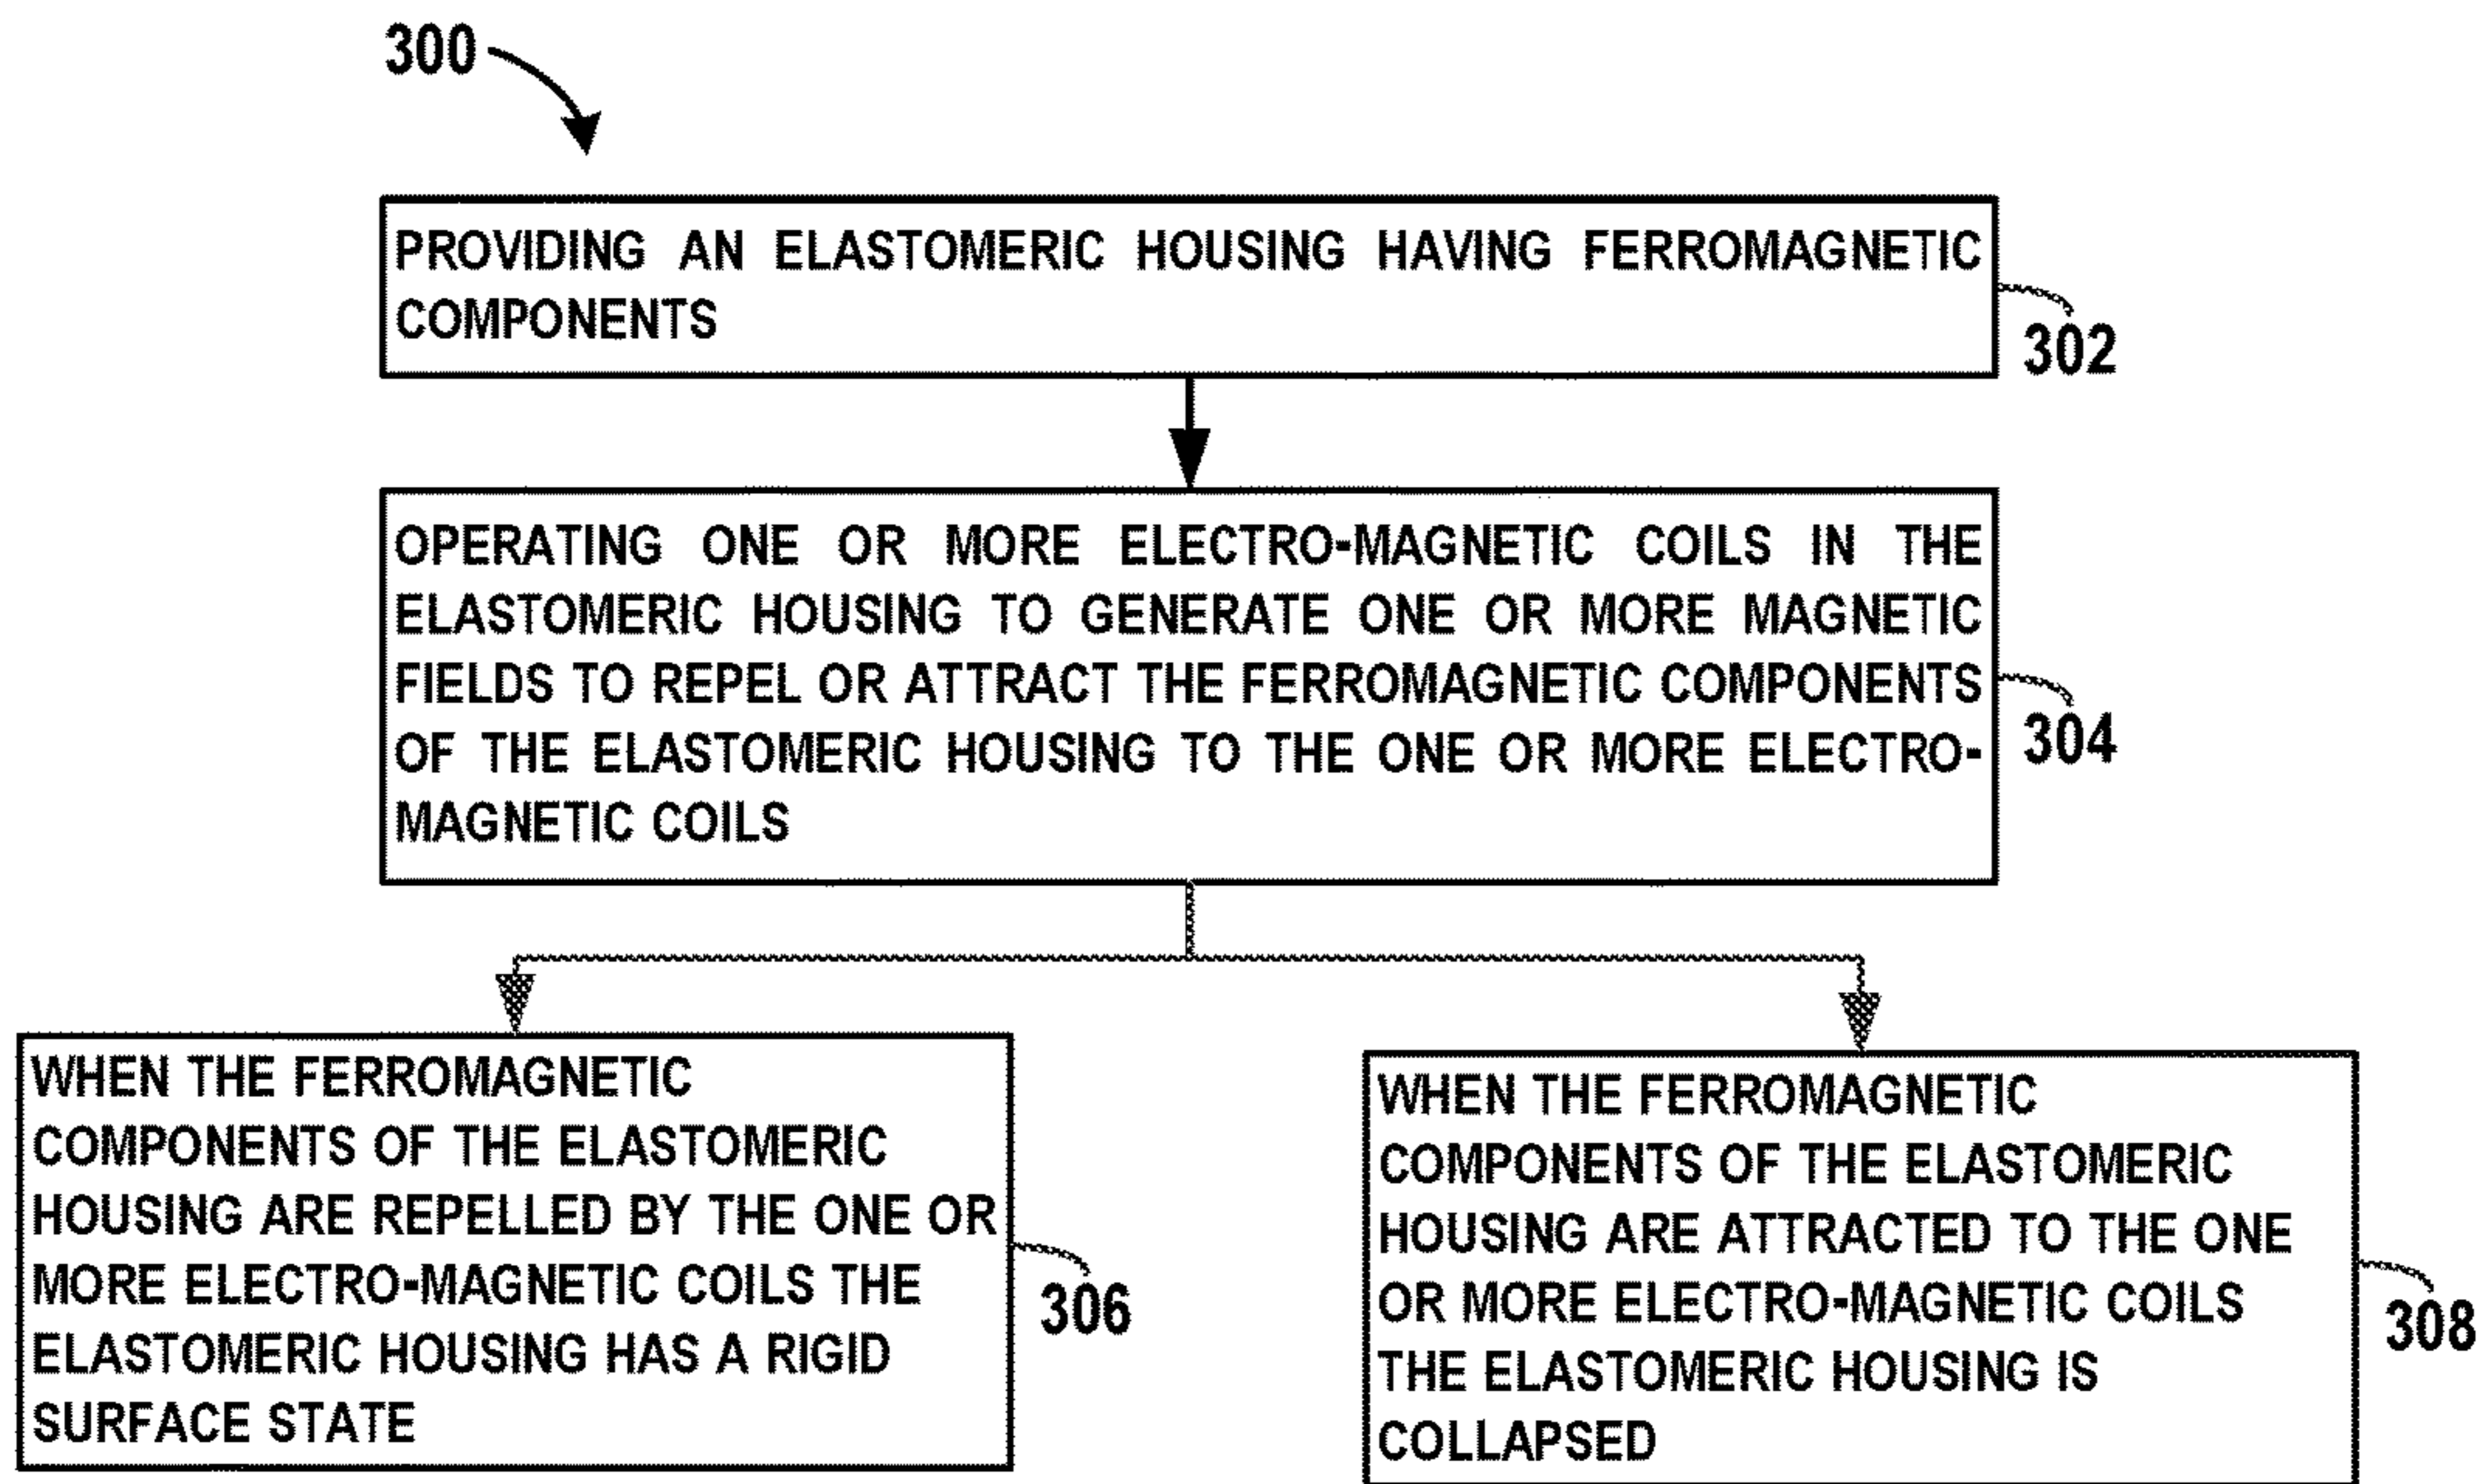 300
PROVIDING AN ELASTOMERIC HOUSING HAVING FERROMAGNETIC
COMPONENTS
302
OPERATING ONE OR MORE ELECTRO-MAGNETIC COILS IN THE
ELASTOMERIC HOUSING TO GENERATE ONE OR MORE MAGNETIC
FIELDS TO REPEL OR ATTRACT THE FERROMAGNETIC COMPONENTS
OF THE ELASTOMERIC HOUSING TO THE ONE OR MORE ELECTRO-
MAGNETIC COILS
304
WHEN THE FERROMAGNETIC
COMPONENTS OF THE ELASTOMERIC
HOUSING ARE REPELLED BY THE ONE OR
MORE ELECTRO-MAGNETIC COILS THE
ELASTOMERIC HOUSING HAS A RIGID
SURFACE STATE
306
WHEN THE FERROMAGNETIC
COMPONENTS OF THE ELASTOMERIC
HOUSING ARE ATTRACTED TO THE ONE
OR MORE ELECTRO-MAGNETIC COILS
THE ELASTOMERIC HOUSING IS
COLLAPSED
308